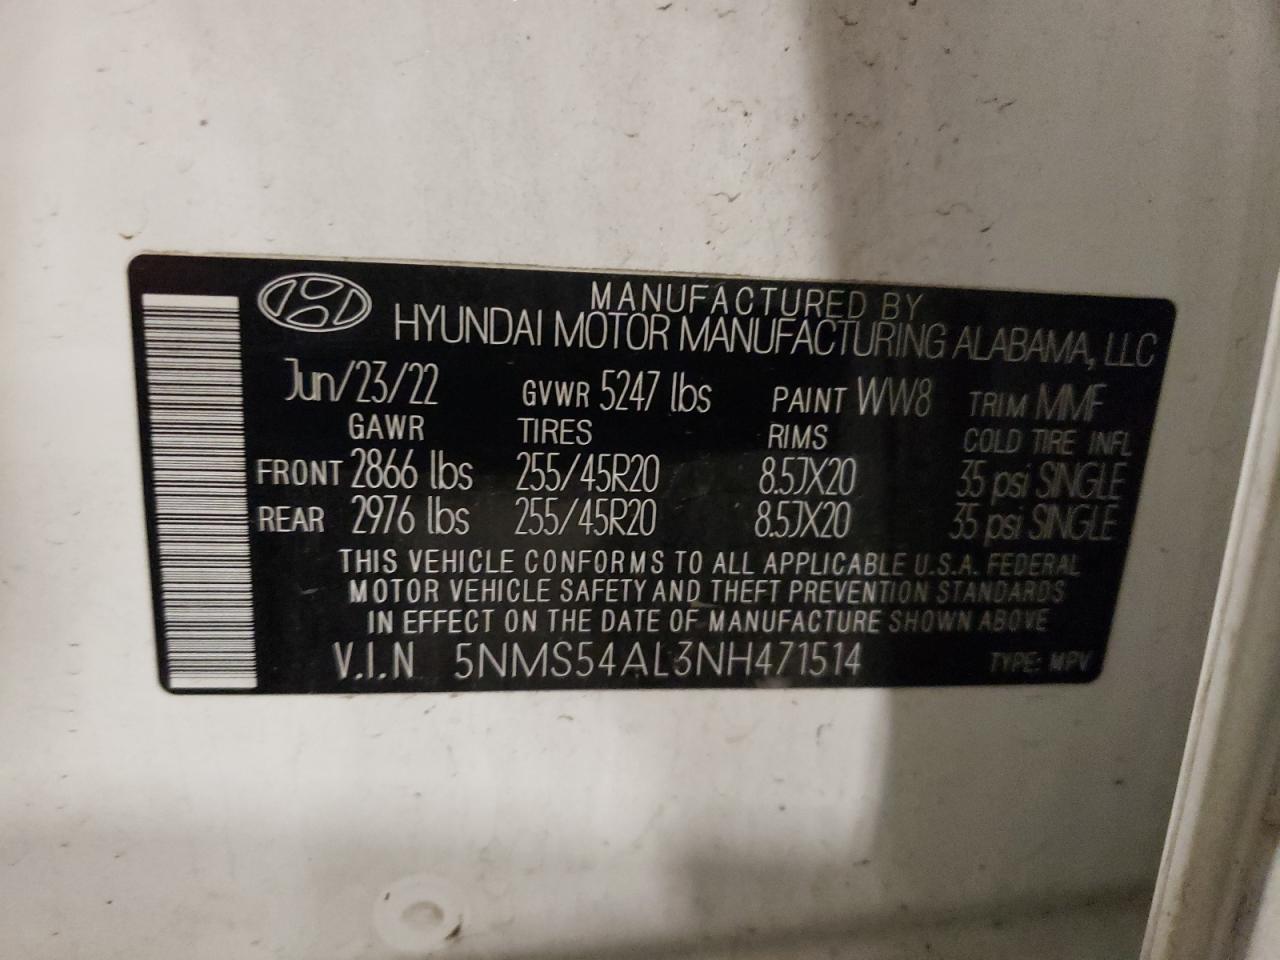 MANUFACTURED BY
HYUNDAI MOTOR MANUFACTURING ALABAMA, LLC
Jun/23/22 GVWR 5247 lbs PAINT WW8 TRIM MMF
GAWR TIRES RIMS COLD TIRE INFL
FRONT 2866 lbs 255/45R20 8.5JX20 35 psi SINGLE
REAR 2976 lbs 255/45R20 8.5JX20 35 psi SINGLE
THIS VEHICLE CONFORMS TO ALL APPLICABLE U.S.A. FEDERAL
MOTOR VEHICLE SAFETY AND THEFT PREVENTION STANDARDS
IN EFFECT ON THE DATE OF MANUFACTURE SHOWN ABOVE
V.I.N 5NMS54AL3NH471514 TYPE: MPV